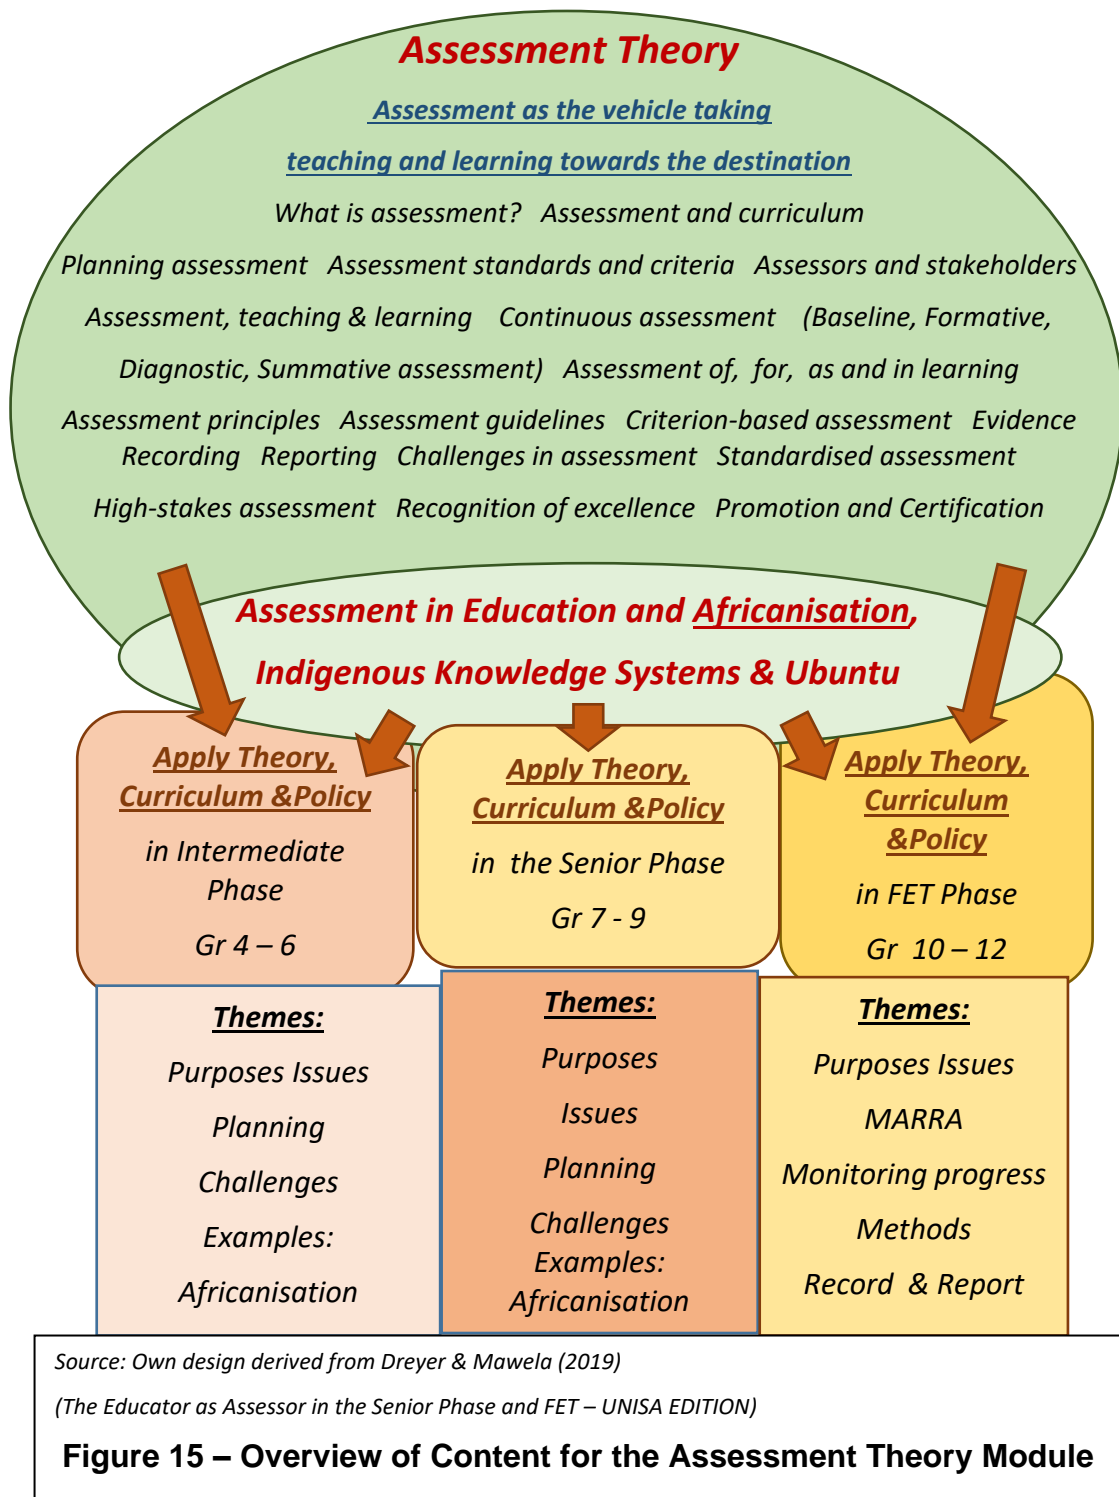 Assessment Theory
Assessment as the vehicle taking
teaching and learning towards the destination
What is assessment? Assessment and curriculum
Planning assessment Assessment standards and criteria Assessors and stakeholders
Assessment, teaching & learning Continuous assessment (Baseline, Formative,
Diagnostic, Summative assessment) Assessment of, for, as and in learning
Assessment principles Assessment guidelines Criterion-based assessment Evidence
Recording Reporting Challenges in assessment Standardised assessment
High-stakes assessment Recognition of excellence Promotion and Certification
Assessment in Education and Africanisation,
Indigenous Knowledge Systems & Ubuntu
Apply Theory,
Curriculum &Policy
in Intermediate
Phase
Gr 4 – 6
Apply Theory,
Curriculum &Policy
in the Senior Phase
Gr 7 - 9
Apply Theory,
Curriculum
&Policy
in FET Phase
Gr 10 – 12
Themes:
Purposes Issues
Planning
Challenges
Examples:
Africanisation
Themes:
Purposes
Issues
Planning
Challenges
Examples:
Africanisation
Themes:
Purposes Issues
MARRA
Monitoring progress
Methods
Record & Report
Source: Own design derived from Dreyer & Mawela (2019)
(The Educator as Assessor in the Senior Phase and FET – UNISA EDITION)
Figure 15 – Overview of Content for the Assessment Theory Module